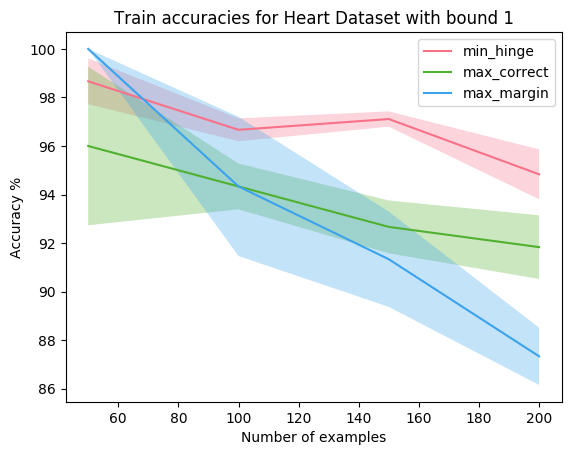 Train accuracies for Heart Dataset with bound 1
min_hinge
max_correct
max_margin
100
98
96
94
92
90
88
86
Accuracy %
60 80 100 120 140 160 180 200
Number of examples